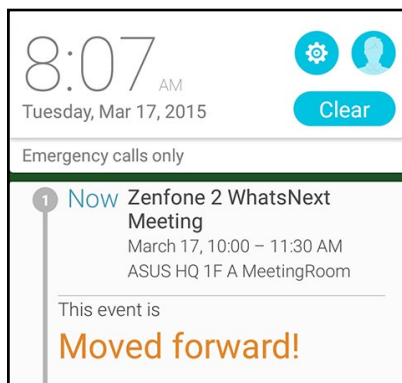 8:07 AM
Tuesday, Mar 17, 2015
Clear
Emergency calls only
1 Now Zenfone 2 WhatsNext
Meeting
March 17, 10:00 – 11:30 AM
ASUS HQ 1F A MeetingRoom
This event is
Moved forward!